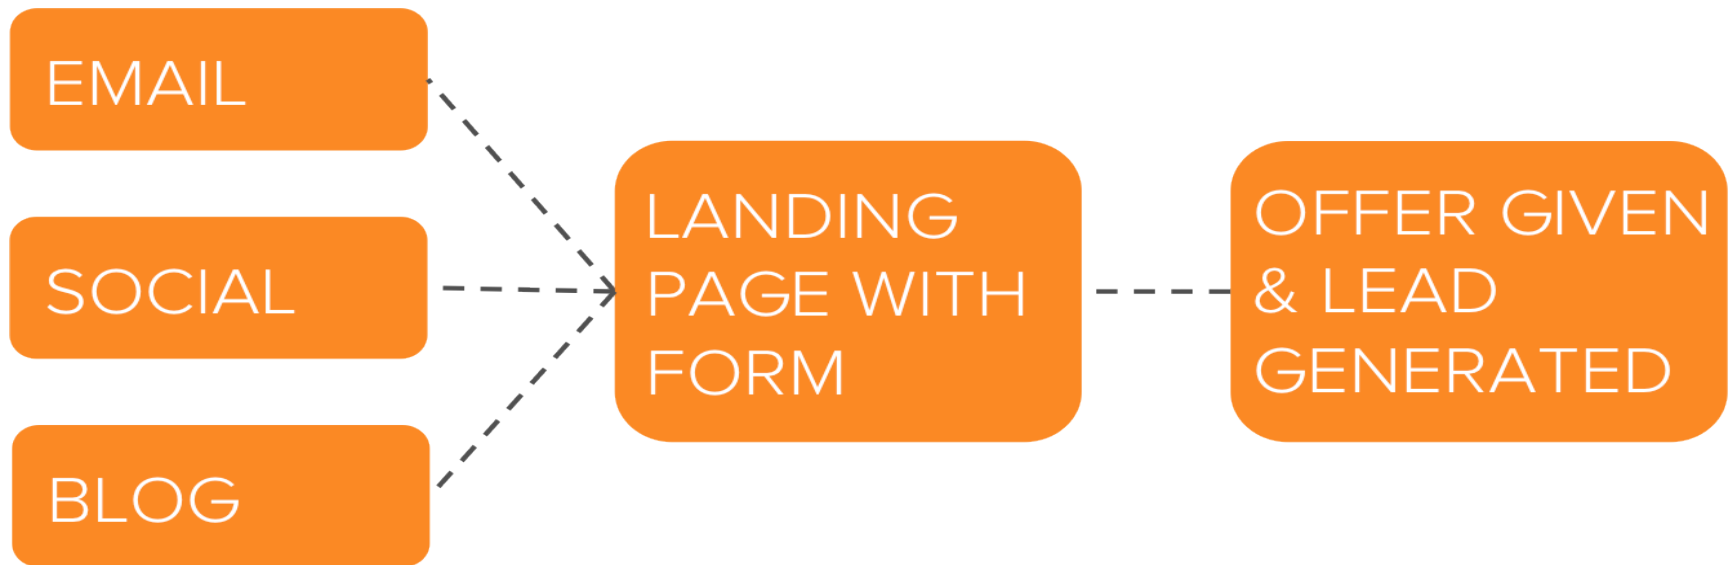 EMAIL
SOCIAL
BLOG
LANDING
PAGE WITH
FORM
OFFER GIVEN
& LEAD
GENERATED